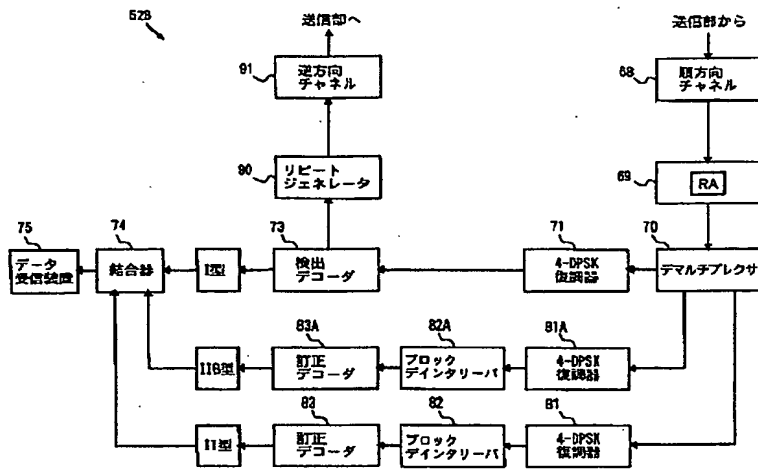 52B
送信部へ
送信部から
91
逆方向
チャネル
68
順方向
チャネル
90
リピート
ジェネレータ
69
RA
75
データ
受信装置
74
結合器
I型
73
検出
デコーダ
71
4-DPSK
復調器
70
デマルチプレクサ
IIB型
83A
訂正
デコーダ
82A
ブロック
デインタリーバ
81A
4-DPSK
復調器
II型
83
訂正
デコーダ
82
ブロック
デインタリーバ
81
4-DPSK
復調器